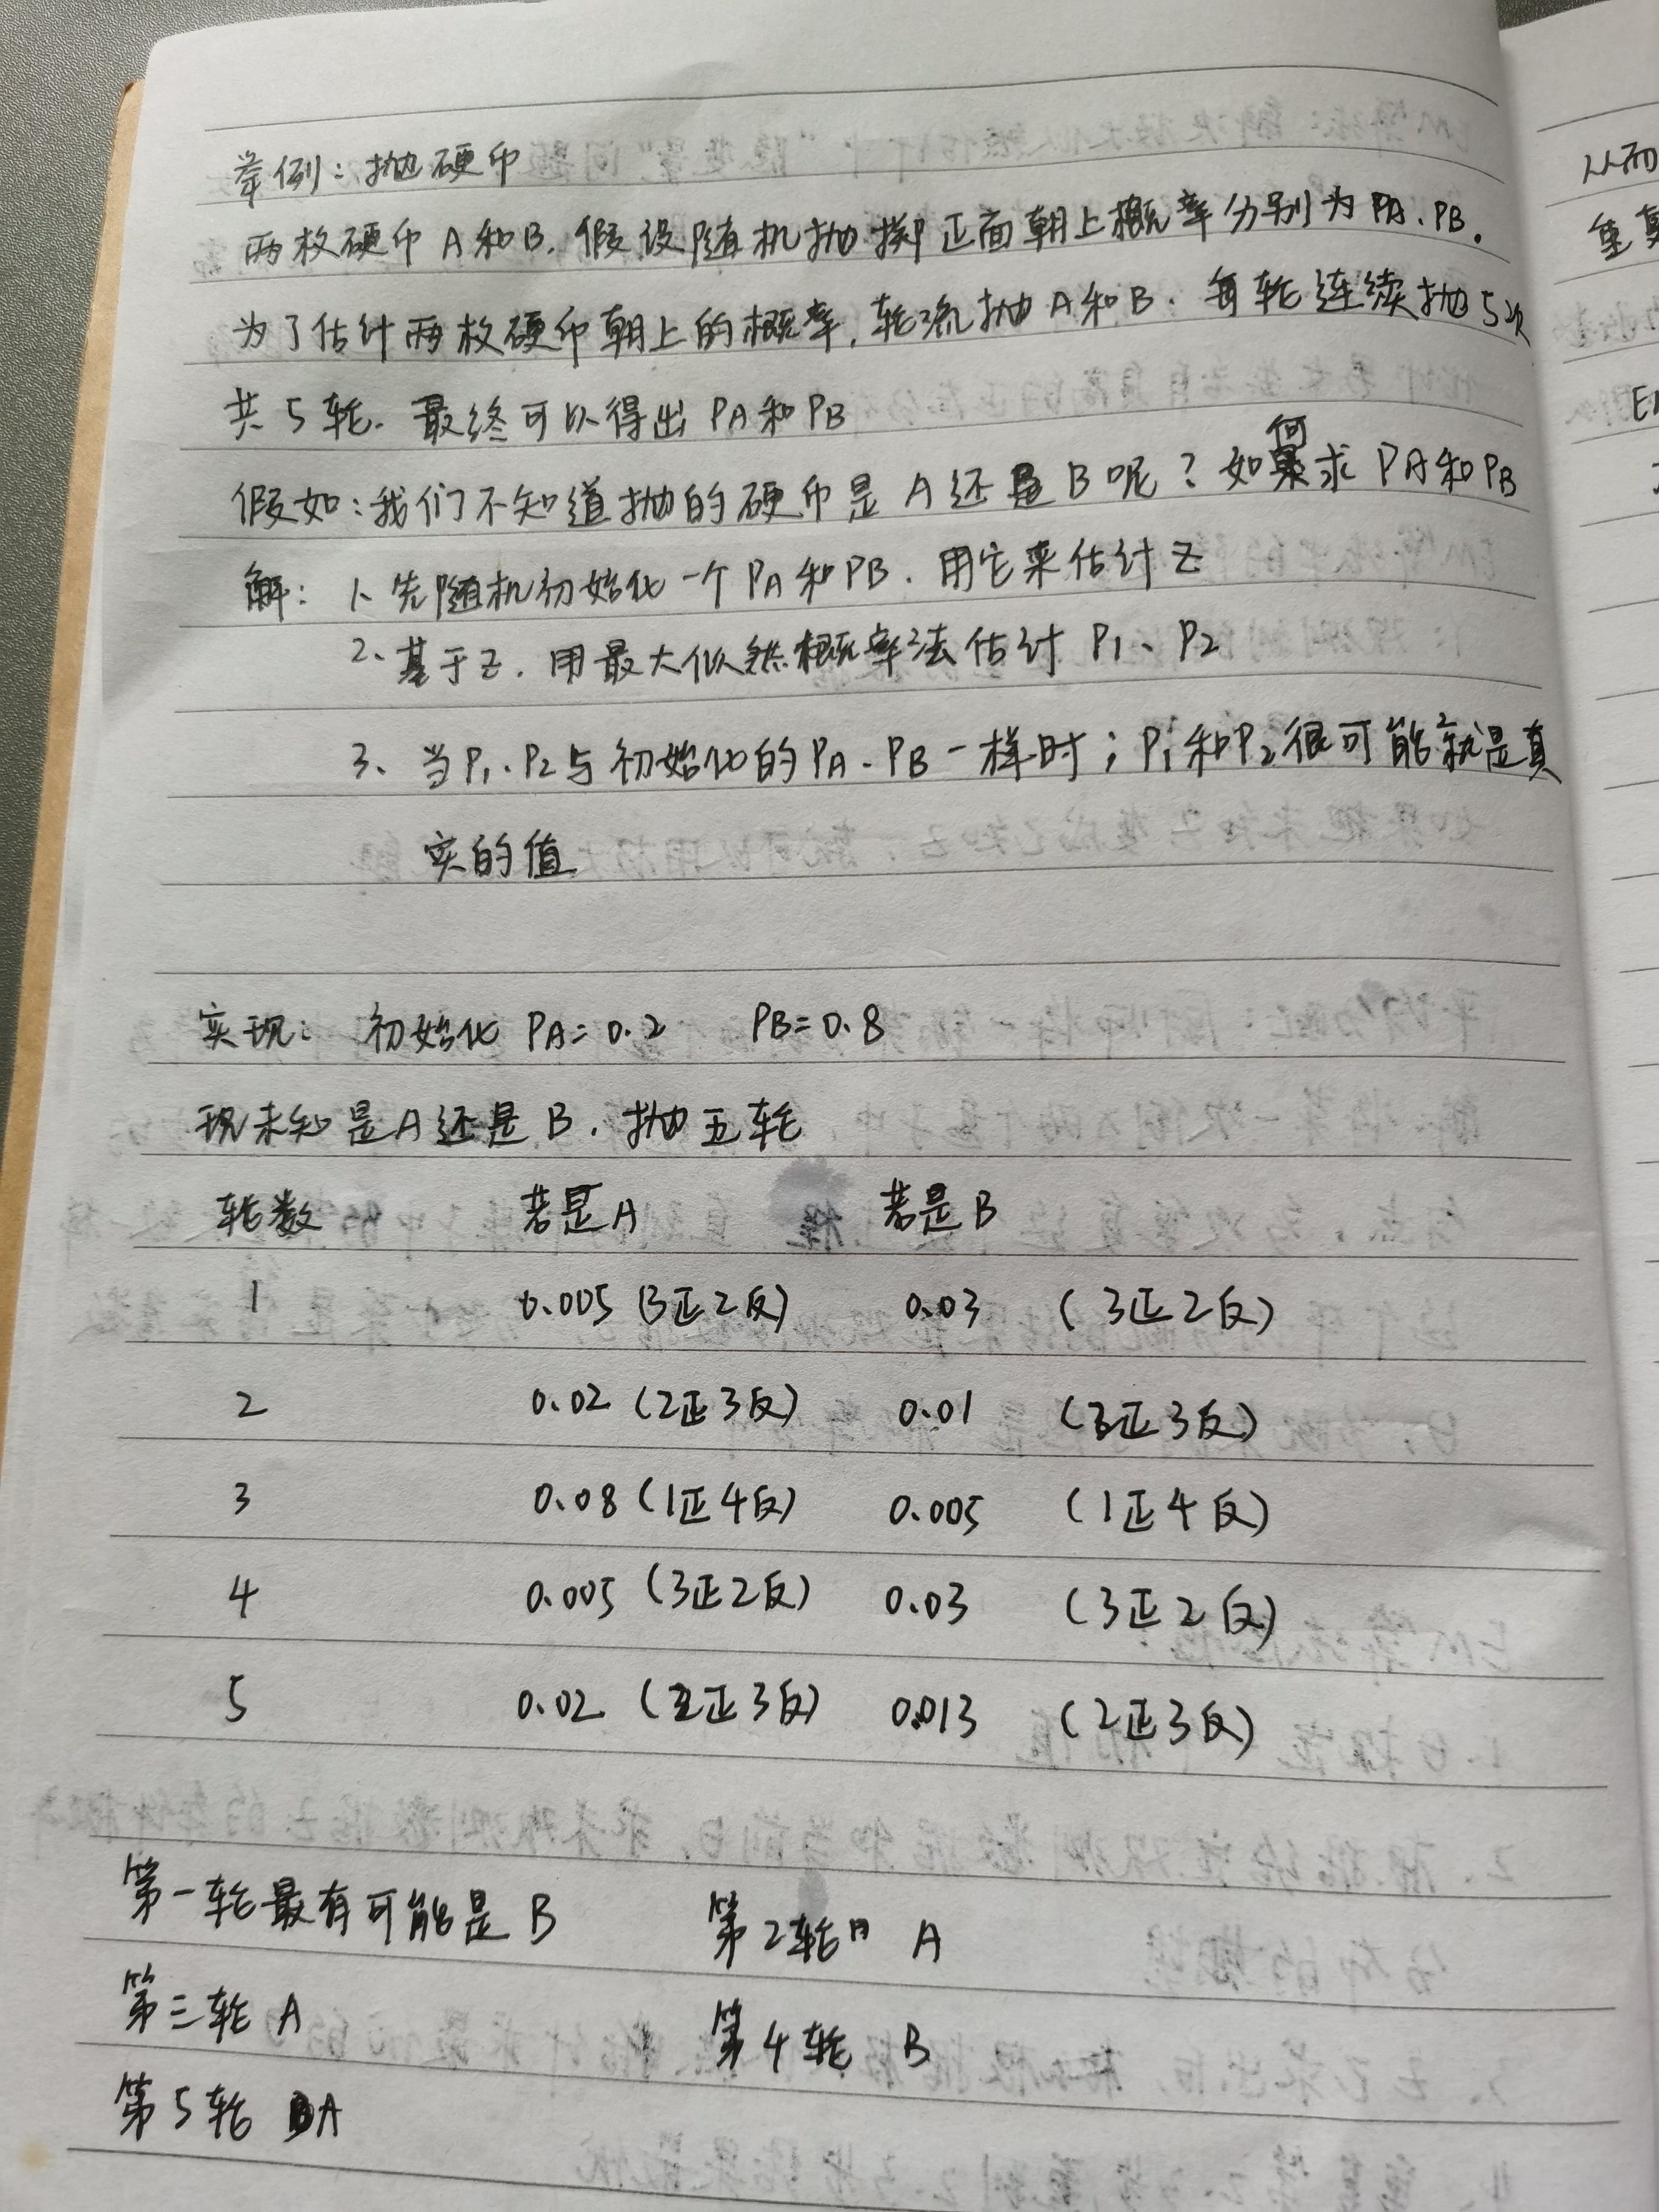 举例：抛硬币
两枚硬币 A和B. 假设随机抛掷正面朝上概率分别为 PA、PB.
为了估计两枚硬币朝上的概率, 轮流抛 A和B. 每轮连续抛5次
共5轮. 最终可以得出 PA和PB
假如:我们不知道抛的硬币是 A还是B呢? 如何求 PA和PB
解: 1、先随机初始化一个 PA和PB. 用它来估计 Z
2、基于Z. 用最大似然概率法估计 P1、P2
3、当P1、P2与初始化的 PA、PB一样时; P1和P2很可能就是真
实的值
实现: 初始化 PA=0.2 PB=0.8
现未知是A还是B. 抛五轮
轮数 若是A 若是B
1 0.005 (3正2反) 0.03 (3正2反)
2 0.02 (2正3反) 0.01 (3正3反)
3 0.08 (1正4反) 0.005 (1正4反)
4 0.005 (3正2反) 0.03 (3正2反)
5 0.02 (2正3反) 0.013 (2正3反)
第一轮最有可能是 B 第2轮 A
第三轮 A 第4轮 B
第5轮 A
从而
重复